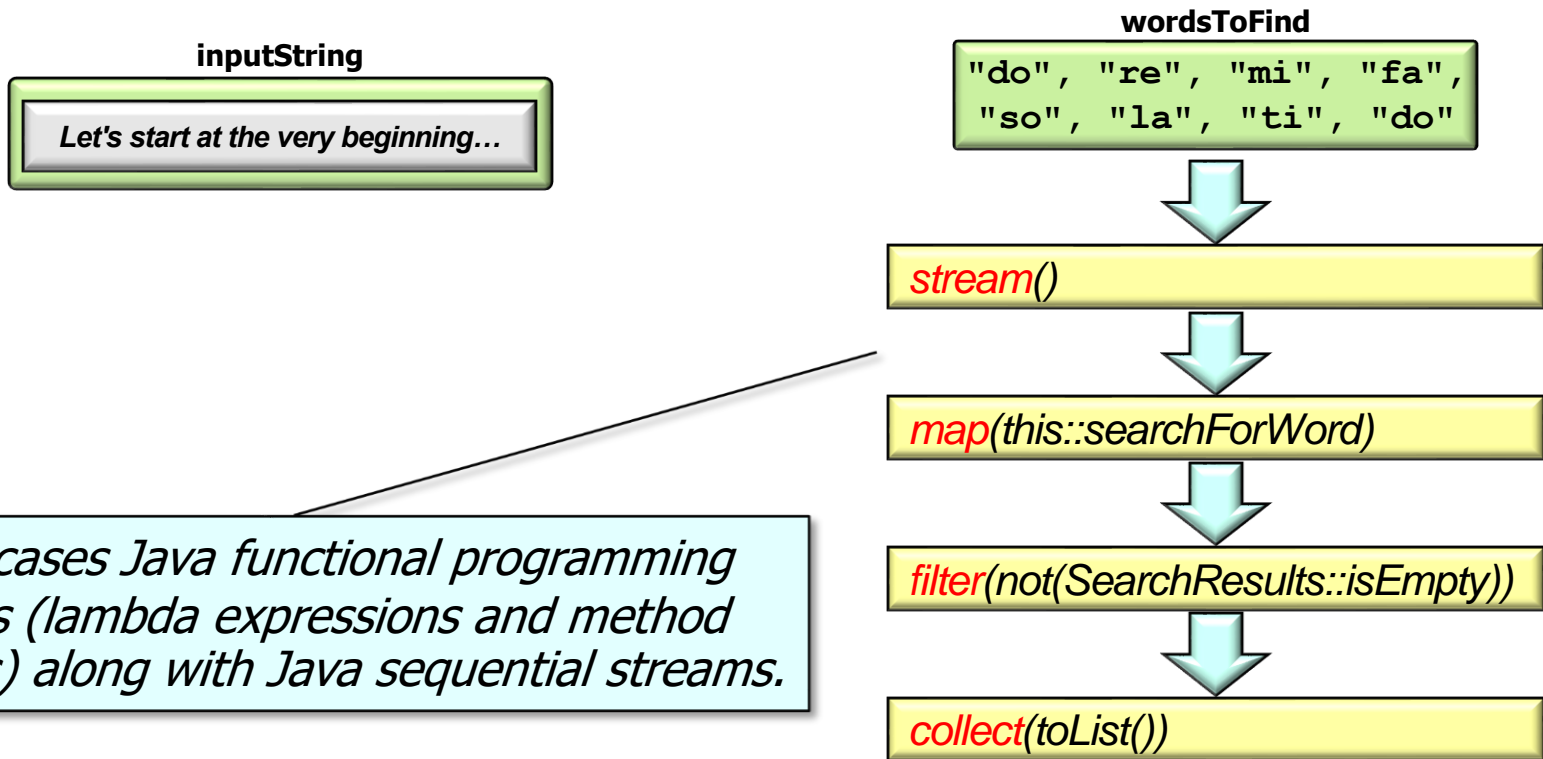 inputString
Let's start at the very beginning…
wordsToFind
"do", "re", "mi", "fa",
"so", "la", "ti", "do"
stream()
map(this::searchForWord)
filter(not(SearchResults::isEmpty))
collect(toList())
cases Java functional programming
s (lambda expressions and method
) along with Java sequential streams.